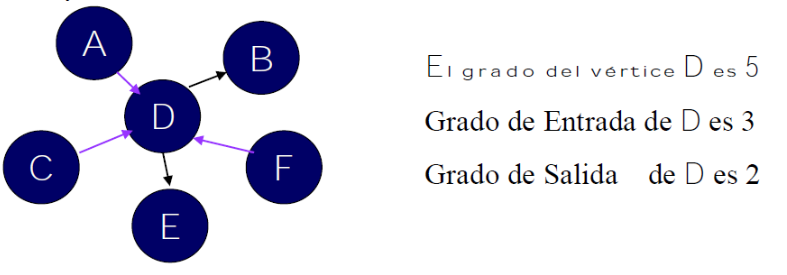 A
B
D
C
F
E
El grado del vértice D es 5
Grado de Entrada de D es 3
Grado de Salida de D es 2